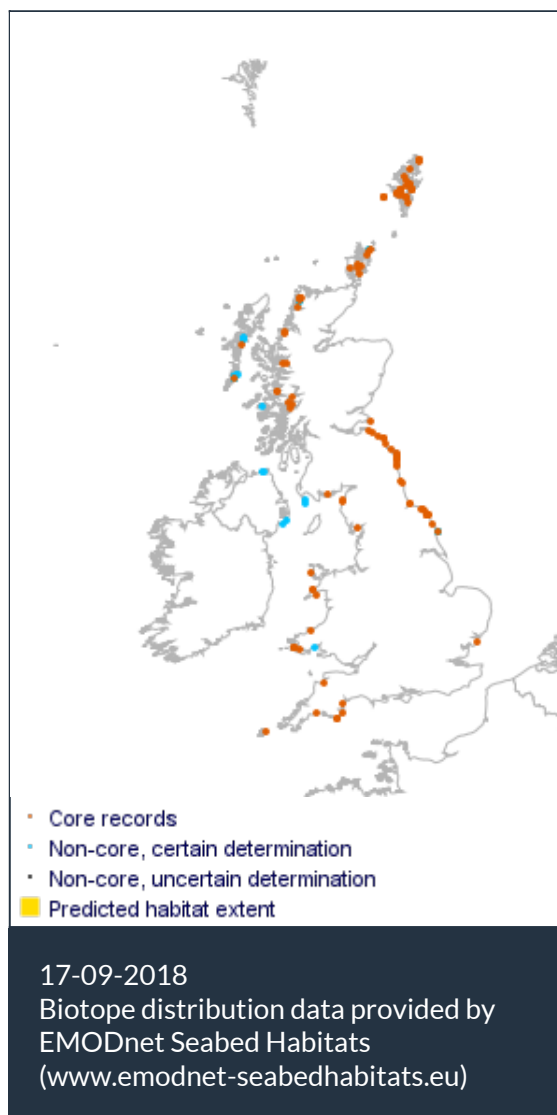 Core records
Non-core, certain determination
Non-core, uncertain determination
Predicted habitat extent
17-09-2018
Biotope distribution data provided by
EMODnet Seabed Habitats
(www.emodnet-seabedhabitats.eu)